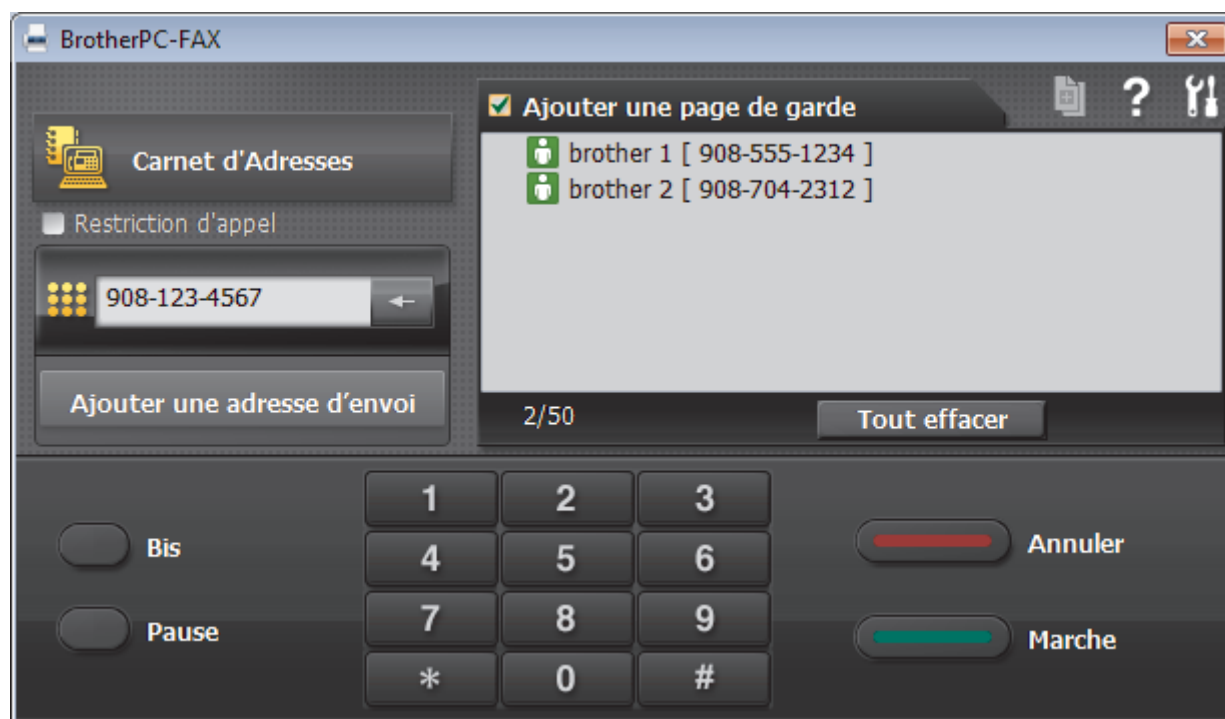 BrotherPC-FAX
Carnet d'Adresses
Restriction d'appel
908-123-4567
Ajouter une adresse d'envoi
Ajouter une page de garde
?
brother 1 [ 908-555-1234 ]
brother 2 [ 908-704-2312 ]
2/50
Tout effacer
Bis
Pause
1 2 3
4 5 6
7 8 9
* 0 #
Annuler
Marche